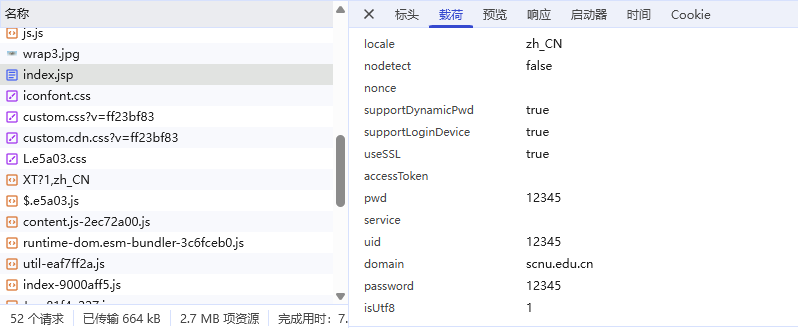 名称
js.js
wrap3.jpg
index.jsp
iconfont.css
custom.css?v=ff23bf83
custom.cdn.css?v=ff23bf83
L.e5a03.css
XT?1,zh_CN
$.e5a03.js
content.js-2ec72a00.js
runtime-dom.esm-bundler-3c6fceb0.js
util-eaf7ff2a.js
index-9000aff5.js
52 个请求 已传输 664 kB 2.7 MB 项资源 完成用时: 7.
标头 载荷 预览 响应 启动器 时间 Cookie
locale zh_CN
nodetect false
nonce
supportDynamicPwd true
supportLoginDevice true
useSSL true
accessToken
pwd 12345
service
uid 12345
domain scnu.edu.cn
password 12345
isUtf8 1